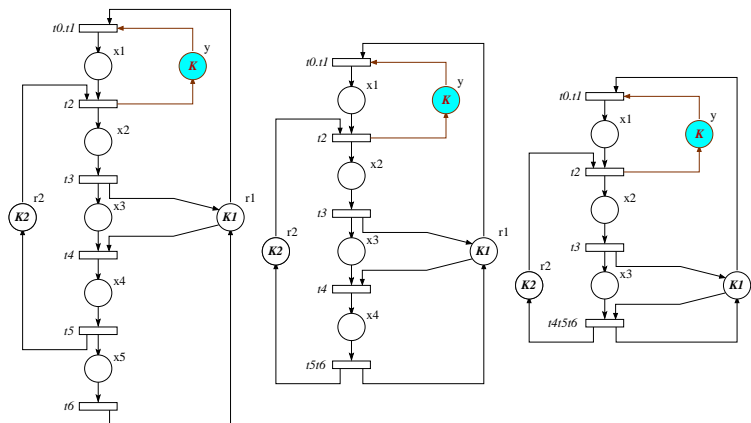 t0.t1
x1
y
K
t2
x2
t3
r2
K2
x3
r1
K1
t4
x4
t5
x5
t6
t0.t1
x1
y
K
t2
x2
t3
r2
K2
x3
r1
K1
t4
x4
t5t6
t0.t1
x1
y
K
t2
x2
t3
r2
K2
x3
r1
K1
t4t5t6